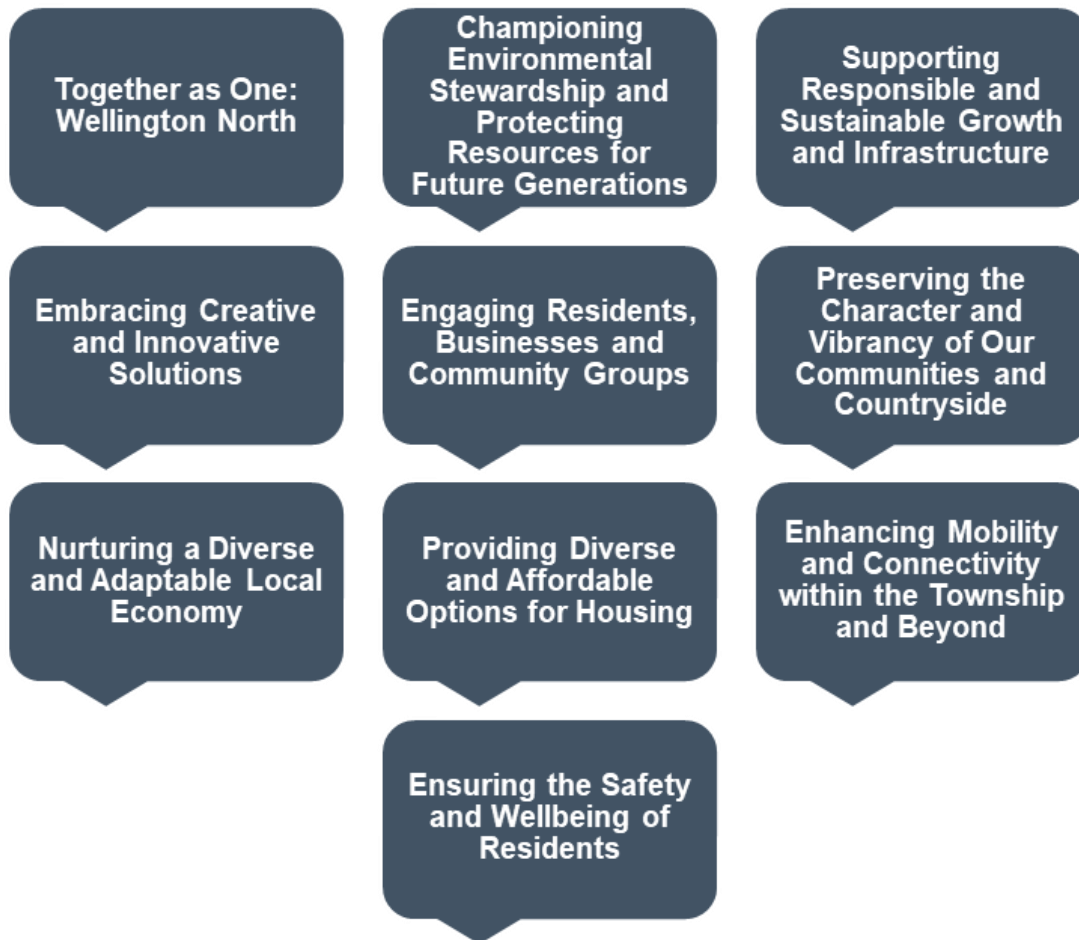 Together as One:
Wellington North
Championing
Environmental
Stewardship and
Protecting
Resources for
Future Generations
Supporting
Responsible and
Sustainable Growth
and Infrastructure
Embracing Creative
and Innovative
Solutions
Engaging Residents,
Businesses and
Community Groups
Preserving the
Character and
Vibrancy of Our
Communities and
Countryside
Nurturing a Diverse
and Adaptable Local
Economy
Providing Diverse
and Affordable
Options for Housing
Enhancing Mobility
and Connectivity
within the Township
and Beyond
Ensuring the Safety
and Wellbeing of
Residents